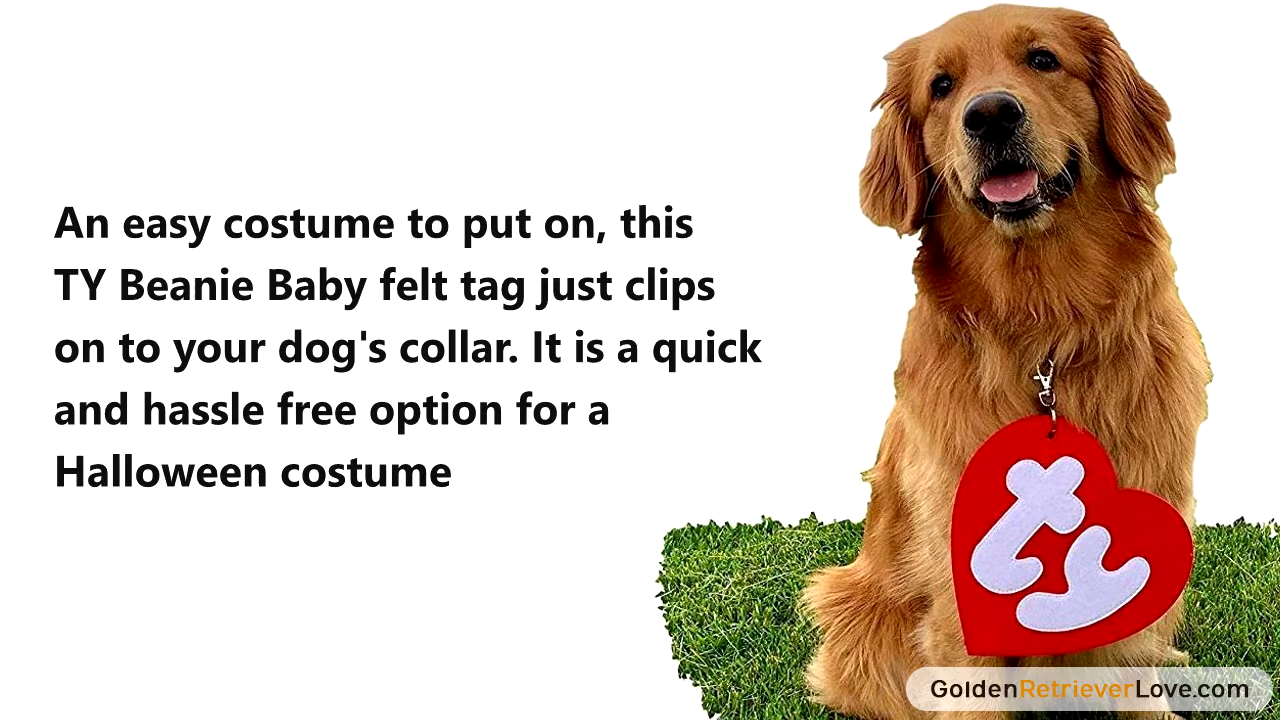 An easy costume to put on, this
TY Beanie Baby felt tag just clips
on to your dog's collar. It is a quick
and hassle free option for a
Halloween costume
ty
GoldenRetrieverLove.com